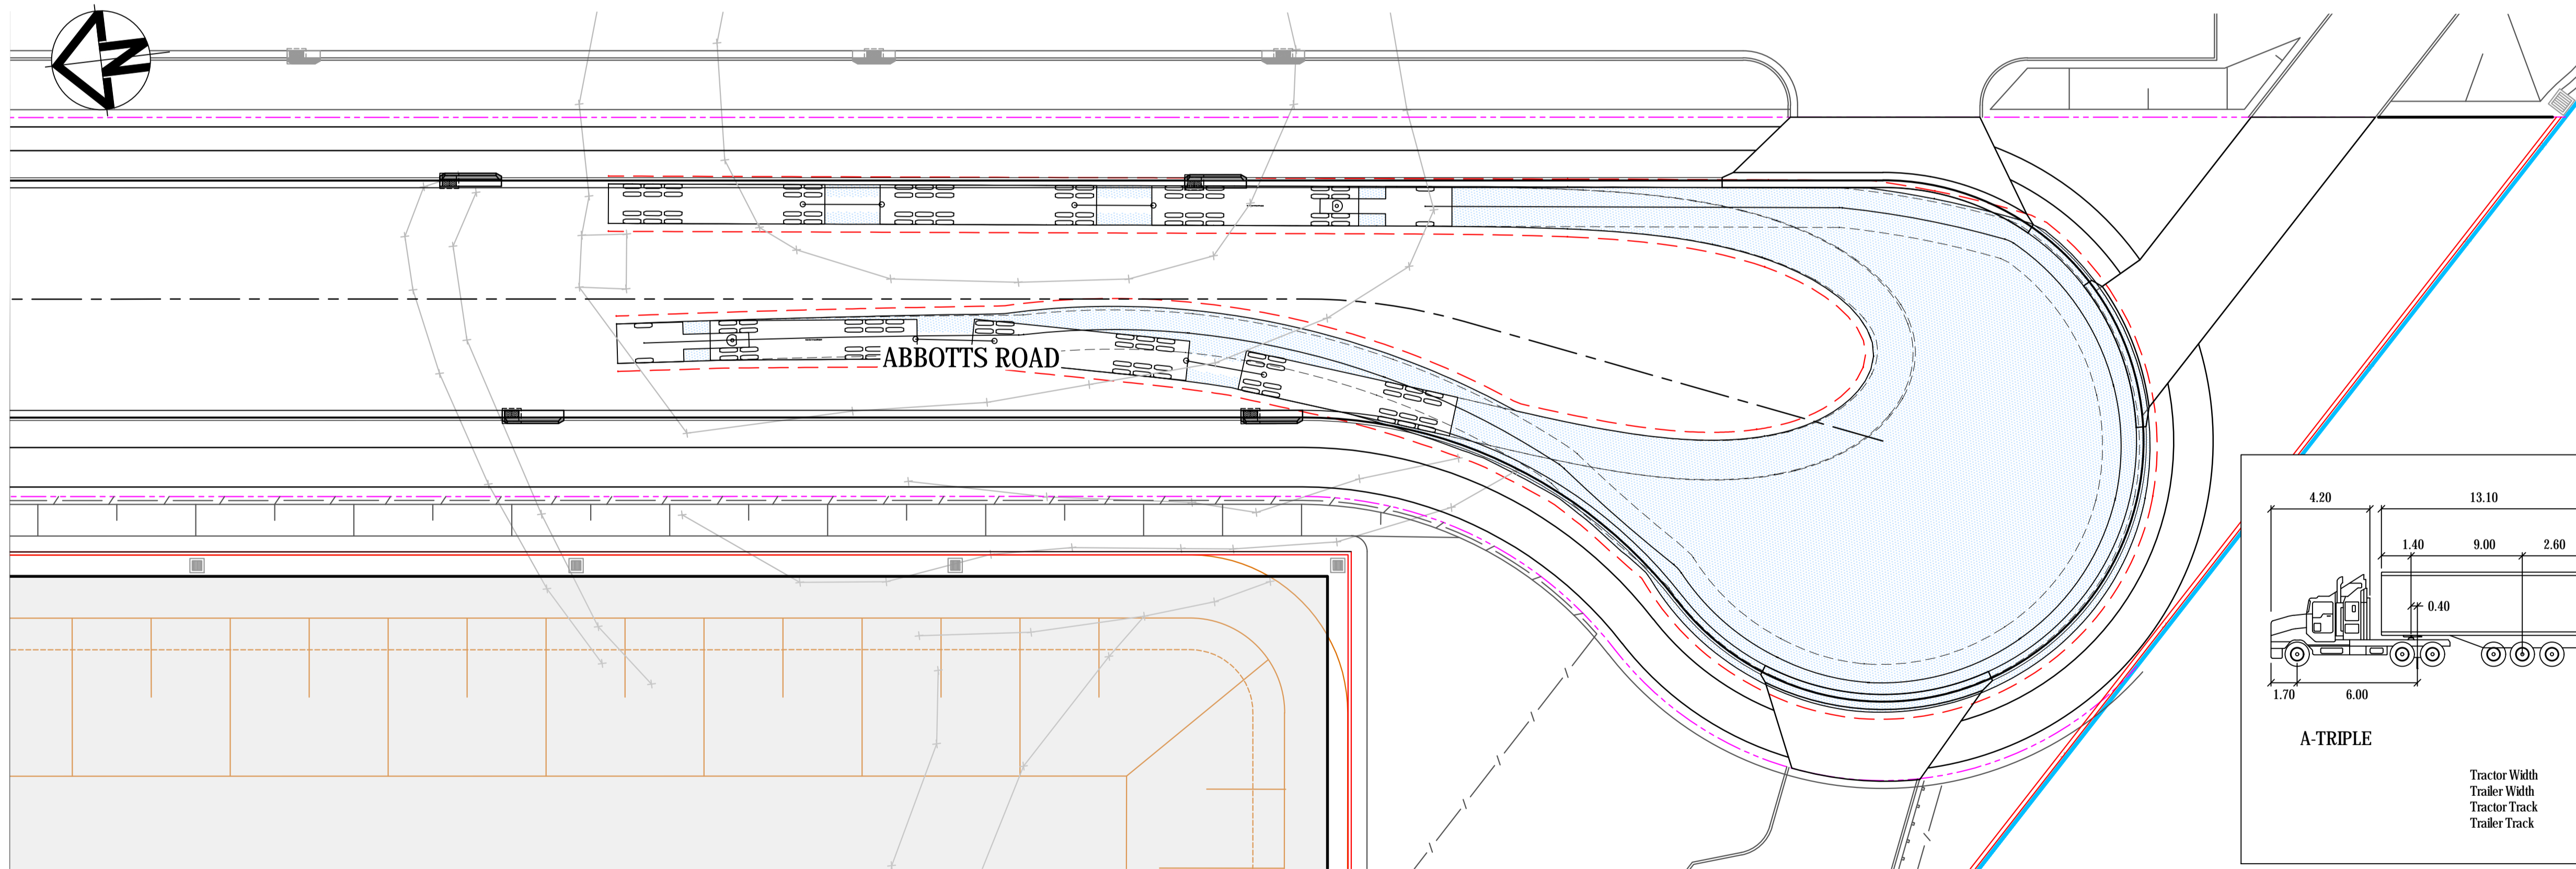 N
ABBOTTS ROAD
4.20
13.10
1.40
9.00
2.60
0.40
1.70
6.00
A-TRIPLE
Tractor Width
Trailer Width
Tractor Track
Trailer Track